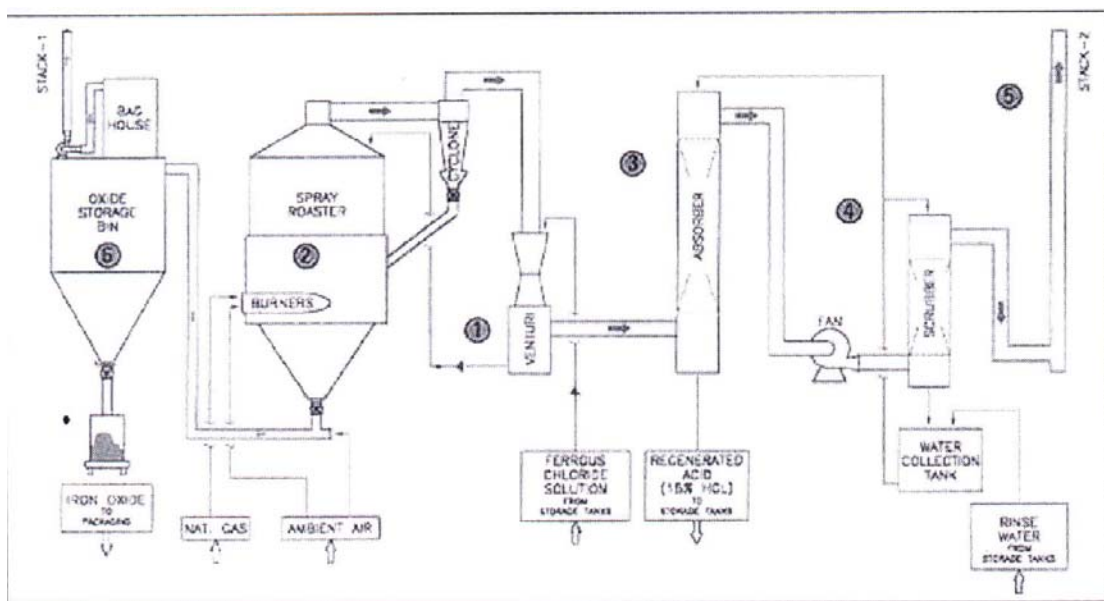 STACK-1
BAG
HOUSE
OXIDE
STORAGE
BIN
6
SPRAY
ROASTER
2
BURNERS
CYCLONE
1
VENTURI
3
ABSORBER
FAN
4
SCRUBBER
5
STACK-2
IRON OXIDE
TO
PACKAGING
NAT. GAS
AMBIENT AIR
FERROUS
CHLORIDE
SOLUTION
FROM
STORAGE TANKS
REGENERATED
ACID
(18% HCL)
TO
STORAGE TANKS
WATER
COLLECTION
TANK
RINSE
WATER
FROM
STORAGE TANKS